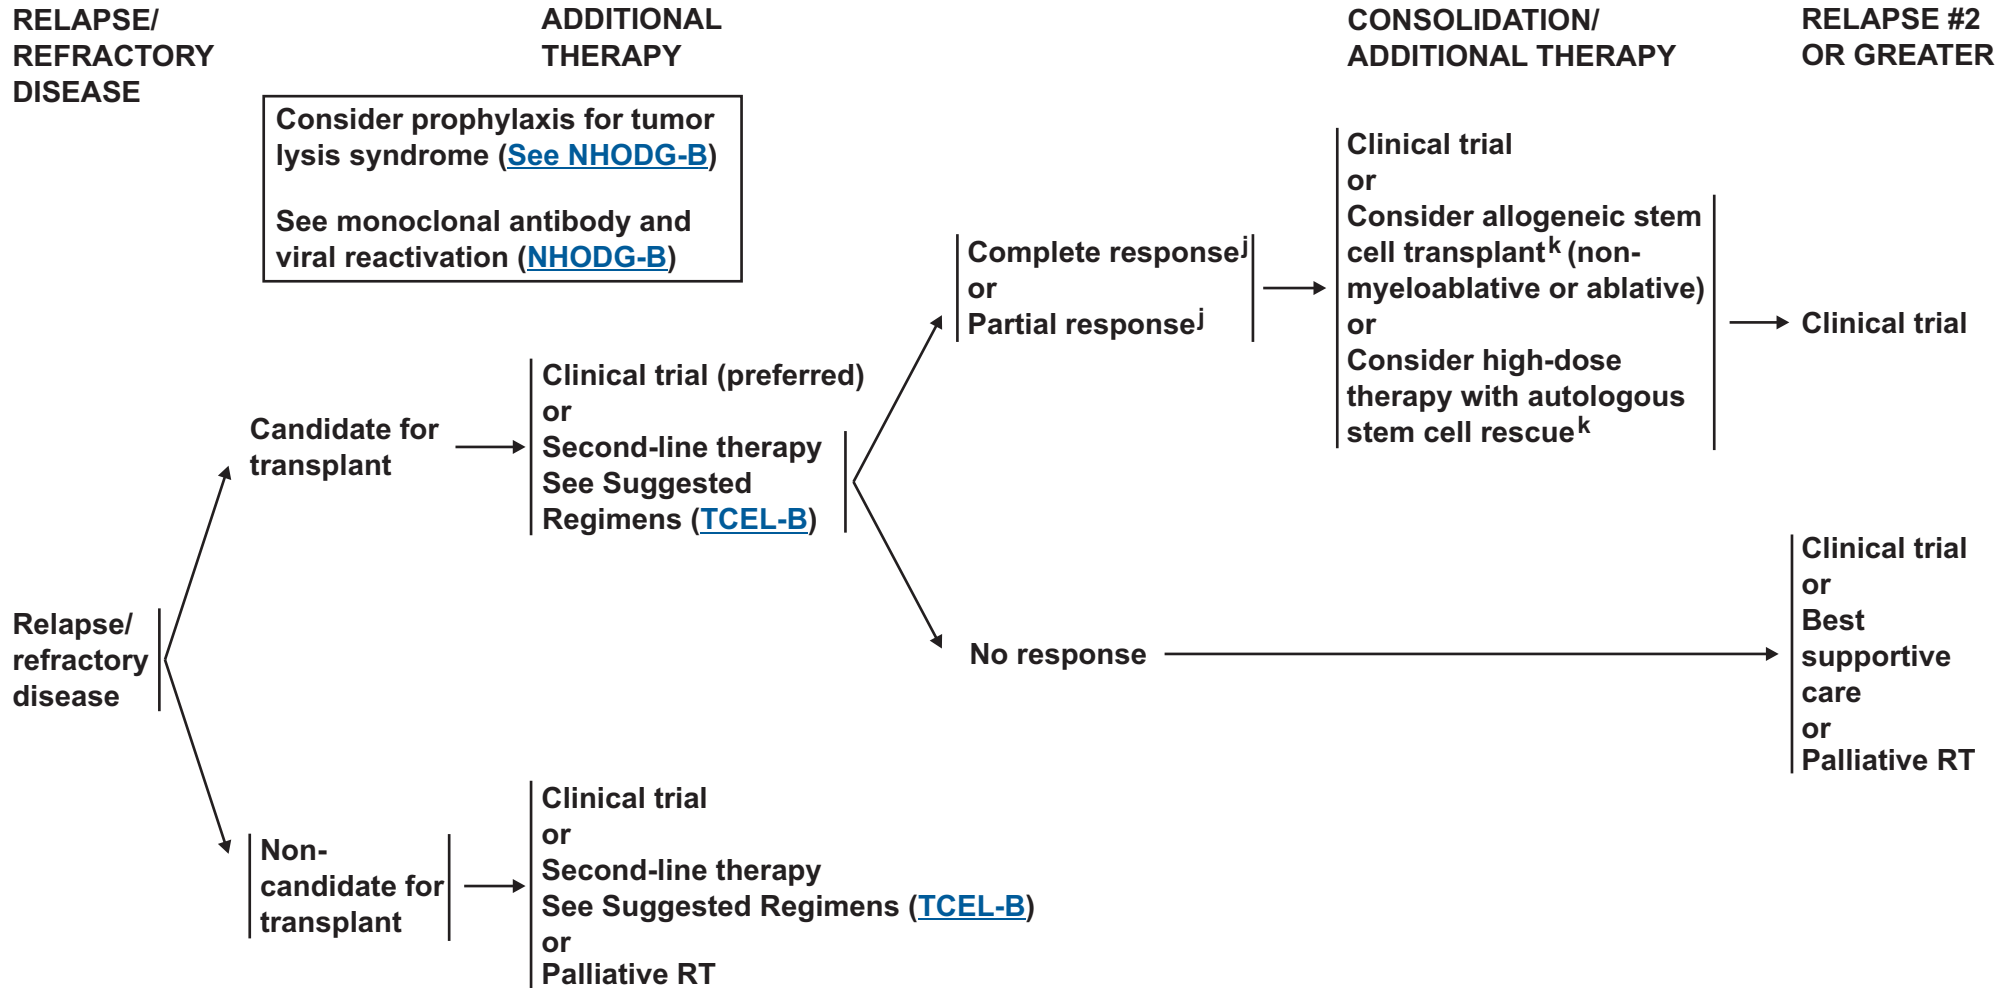 RELAPSE/
REFRACTORY
DISEASE
ADDITIONAL
THERAPY
CONSOLIDATION/
ADDITIONAL THERAPY
RELAPSE #2
OR GREATER
Consider prophylaxis for tumor
lysis syndrome (See NHODG-B)
See monoclonal antibody and
viral reactivation (NHODG-B)
Relapse/
refractory
disease
Candidate for
transplant
Clinical trial (preferred)
or
Second-line therapy
See Suggested
Regimens (TCEL-B)
Complete response j
or
Partial response j
Clinical trial
or
Consider allogeneic stem
cell transplant k (non-
myeloablative or ablative)
or
Consider high-dose
therapy with autologous
stem cell rescue k
Clinical trial
No response
Clinical trial
or
Best
supportive
care
or
Palliative RT
Non-
candidate for
transplant
Clinical trial
or
Second-line therapy
See Suggested Regimens (TCEL-B)
or
Palliative RT